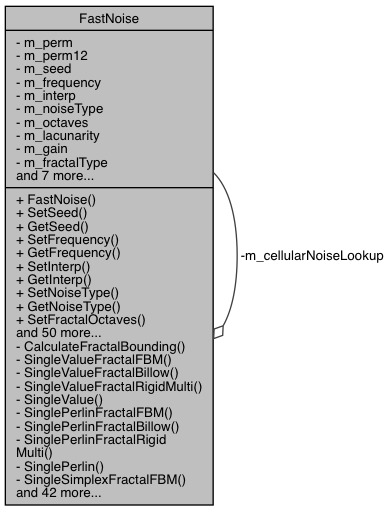 FastNoise
- m_perm
- m_perm12
- m_seed
- m_frequency
- m_interp
- m_noiseType
- m_octaves
- m_lacunarity
- m_gain
- m_fractalType
and 7 more...
+ FastNoise()
+ SetSeed()
+ GetSeed()
+ SetFrequency()
+ GetFrequency()
+ SetInterp()
+ GetInterp()
+ SetNoiseType()
+ GetNoiseType()
+ SetFractalOctaves()
and 50 more...
- CalculateFractalBounding()
- SingleValueFractalFBM()
- SingleValueFractalBillow()
- SingleValueFractalRigidMulti()
- SingleValue()
- SinglePerlinFractalFBM()
- SinglePerlinFractalBillow()
- SinglePerlinFractalRigid
Multi()
- SinglePerlin()
- SingleSimplexFractalFBM()
and 42 more...
-m_cellularNoiseLookup